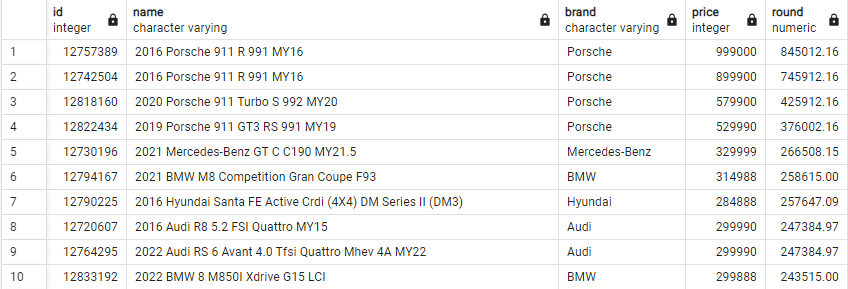 id name brand price round
integer character varying character varying integer numeric
1 12757389 2016 Porsche 911 R 991 MY16 Porsche 999000 845012.16
2 12742504 2016 Porsche 911 R 991 MY16 Porsche 899900 745912.16
3 12818160 2020 Porsche 911 Turbo S 992 MY20 Porsche 579900 425912.16
4 12822434 2019 Porsche 911 GT3 RS 991 MY19 Porsche 529990 376002.16
5 12730196 2021 Mercedes-Benz GT C C190 MY21.5 Mercedes-Benz 329999 266508.15
6 12794167 2021 BMW M8 Competition Gran Coupe F93 BMW 314988 258615.00
7 12790225 2016 Hyundai Santa FE Active Crdi (4X4) DM Series II (DM3) Hyundai 284888 257647.09
8 12720607 2016 Audi R8 5.2 FSI Quattro MY15 Audi 299990 247384.97
9 12764295 2022 Audi RS 6 Avant 4.0 Tfsi Quattro Mhev 4A MY22 Audi 299990 247384.97
10 12833192 2022 BMW 8 M850I Xdrive G15 LCI BMW 299888 243515.00